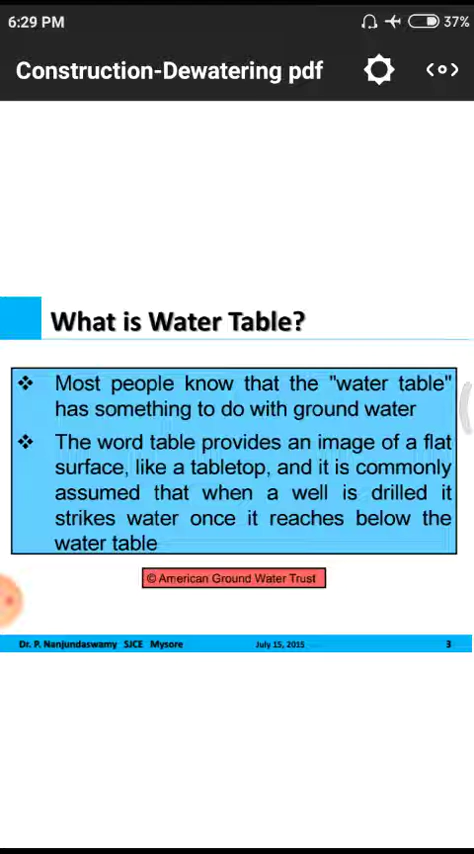 6:29 PM 37%
Construction-Dewatering pdf
What is Water Table?
❖ Most people know that the "water table"
has something to do with ground water
❖ The word table provides an image of a flat
surface, like a tabletop, and it is commonly
assumed that when a well is drilled it
strikes water once it reaches below the
water table
© American Ground Water Trust
Dr. P. Nanjundaswamy SJCE Mysore July 15, 2015 3